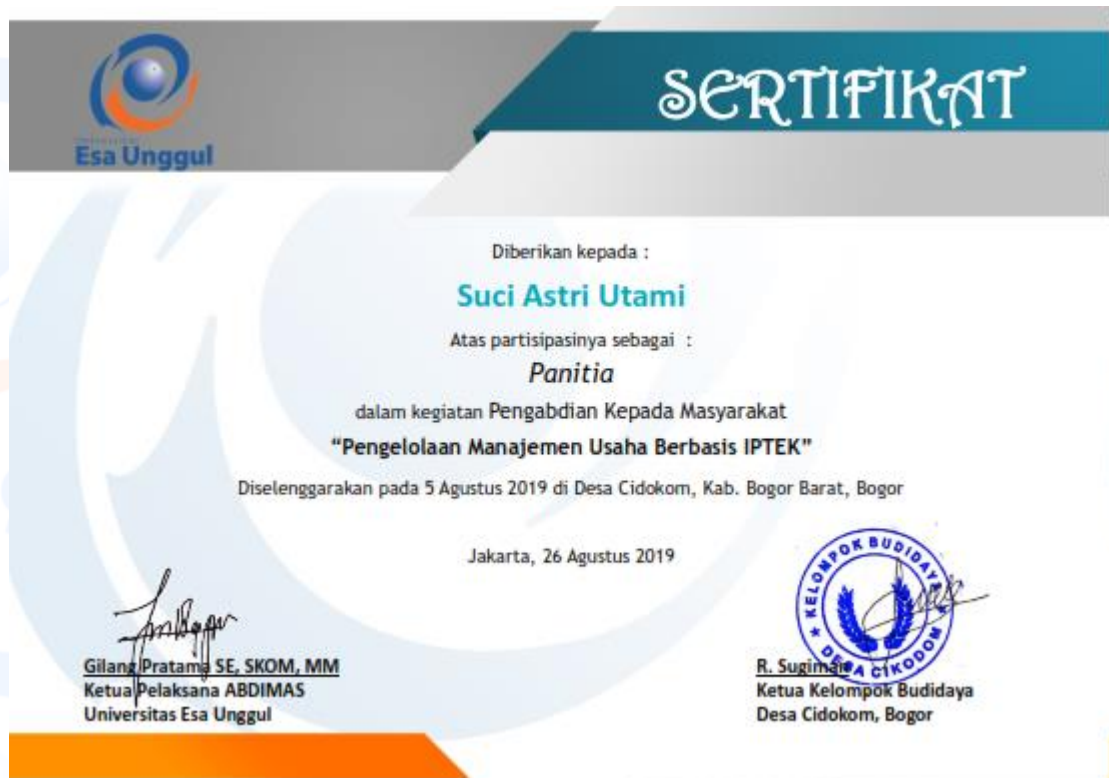 SERTIFIKAT
Esa Unggul
Diberikan kepada :
Suci Astri Utami
Atas partisipasinya sebagai :
Panitia
dalam kegiatan Pengabdian Kepada Masyarakat
“Pengelolaan Manajemen Usaha Berbasis IPTEK”
Diselenggarakan pada 5 Agustus 2019 di Desa Cidokom, Kab. Bogor Barat, Bogor
Jakarta, 26 Agustus 2019
KELOMPOK BUDIDAYA
DESA CIKODOM
Gilang Pratama SE, SKOM, MM
Ketua Pelaksana ABDIMAS
Universitas Esa Unggul
R. Sugiman
Ketua Kelompok Budidaya
Desa Cidokom, Bogor